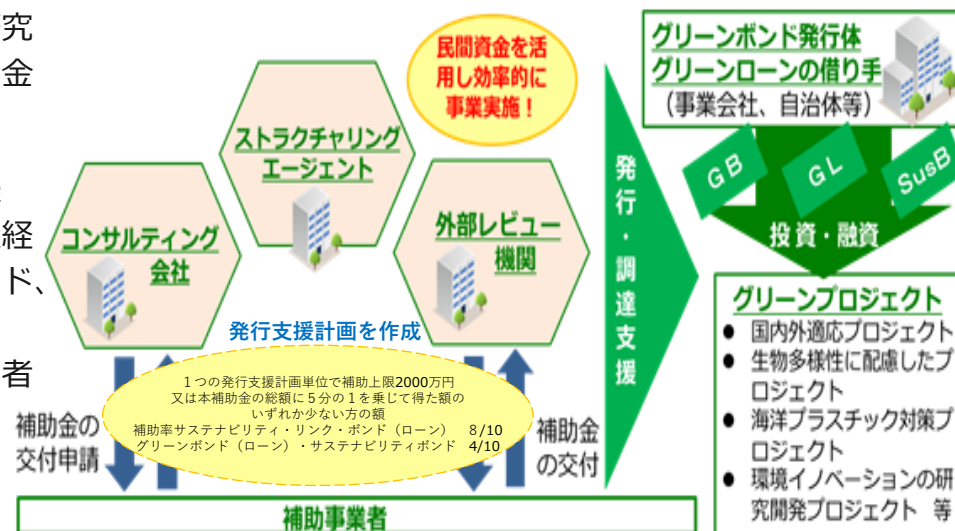 究
金
経
ド、
者
民間資金を活
用し効率的に
事業実施！
ストラクチャリング
エージェント
コンサルティング
会社
外部レビュー
機関
発行支援計画を作成
１つの発行支援計画単位で補助上限2000万円
又は本補助金の総額に５分の１を乗じて得た額の
いずれか少ない方の額
補助率サステナビリティ・リンク・ボンド（ローン） 8/10
グリーンボンド（ローン）・サステナビリティボンド 4/10
補助金の
交付申請
補助金
の交付
補助事業者
発行・調達支援
グリーンボンド発行体
グリーンローンの借り手
（事業会社、自治体等）
GB
GL
SusB
投資・融資
グリーンプロジェクト
● 国内外適応プロジェクト
● 生物多様性に配慮したプ
ロジェクト
● 海洋プラスチック対策プ
ロジェクト
● 環境イノベーションの研
究開発プロジェクト 等